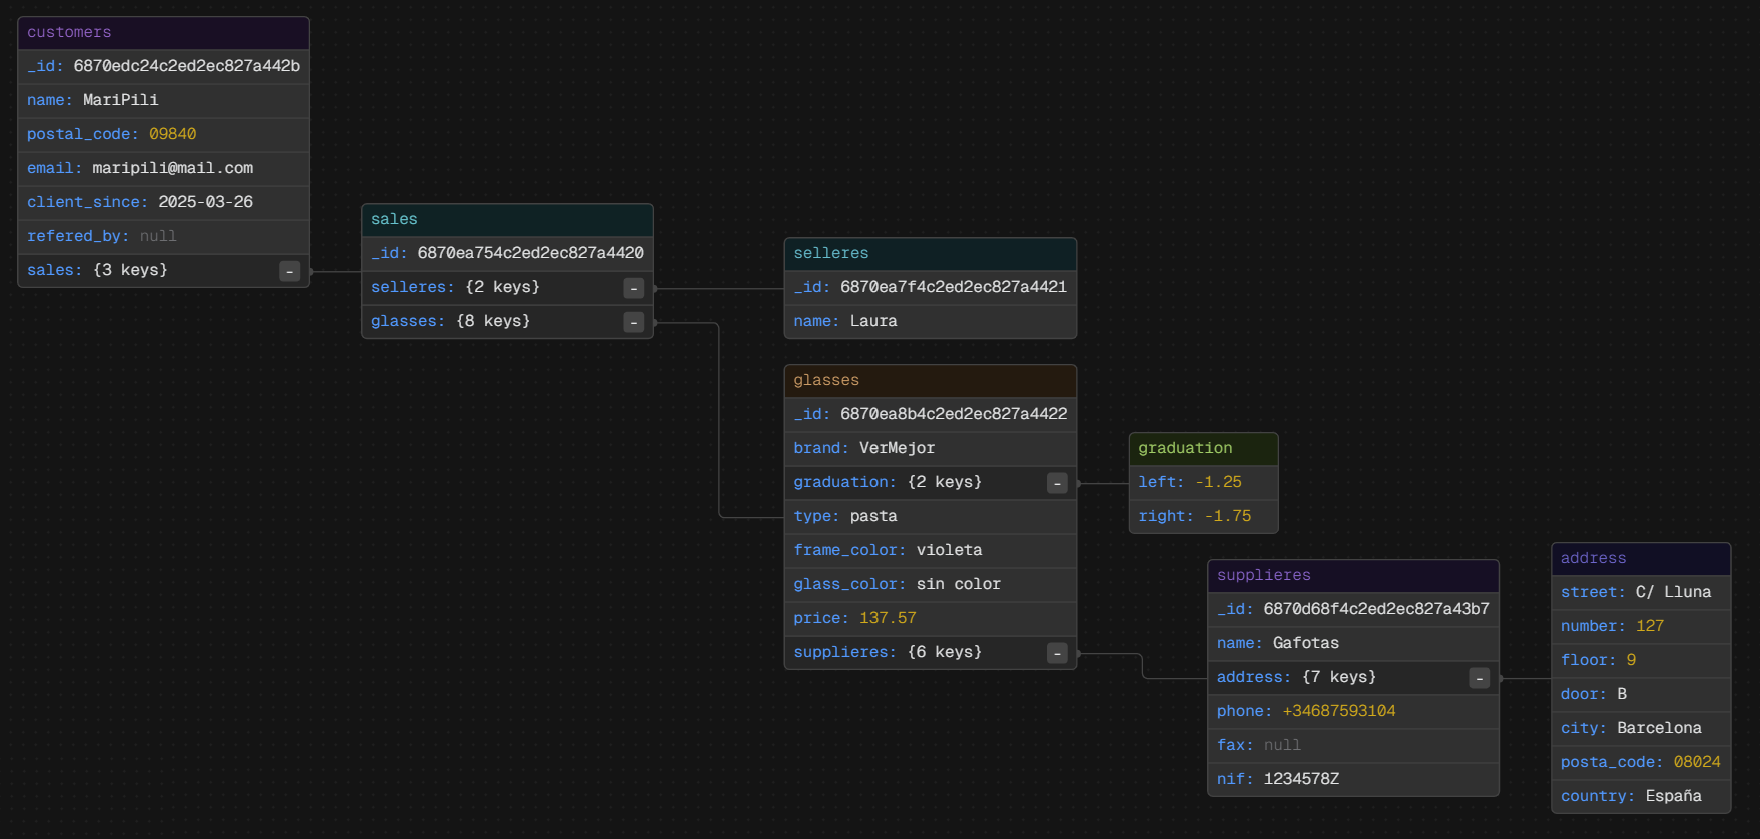 customers
_id: 6870edc24c2ed2ec827a442b
name: MariPili
postal_code: 09840
email: maripili@mail.com
client_since: 2025-03-26
refered_by: null
sales: {3 keys} -
sales
_id: 6870ea754c2ed2ec827a4420
selleres: {2 keys} -
glasses: {8 keys} -
selleres
_id: 6870ea7f4c2ed2ec827a4421
name: Laura
glasses
_id: 6870ea8b4c2ed2ec827a4422
brand: VerMejor
graduation: {2 keys} -
type: pasta
frame_color: violeta
glass_color: sin color
price: 137.57
supplieres: {6 keys} -
graduation
left: -1.25
right: -1.75
supplieres
_id: 6870d68f4c2ed2ec827a43b7
name: Gafotas
address: {7 keys} -
phone: +34687593104
fax: null
nif: 1234578Z
address
street: C/ Lluna
number: 127
floor: 9
door: B
city: Barcelona
posta_code: 08024
country: España